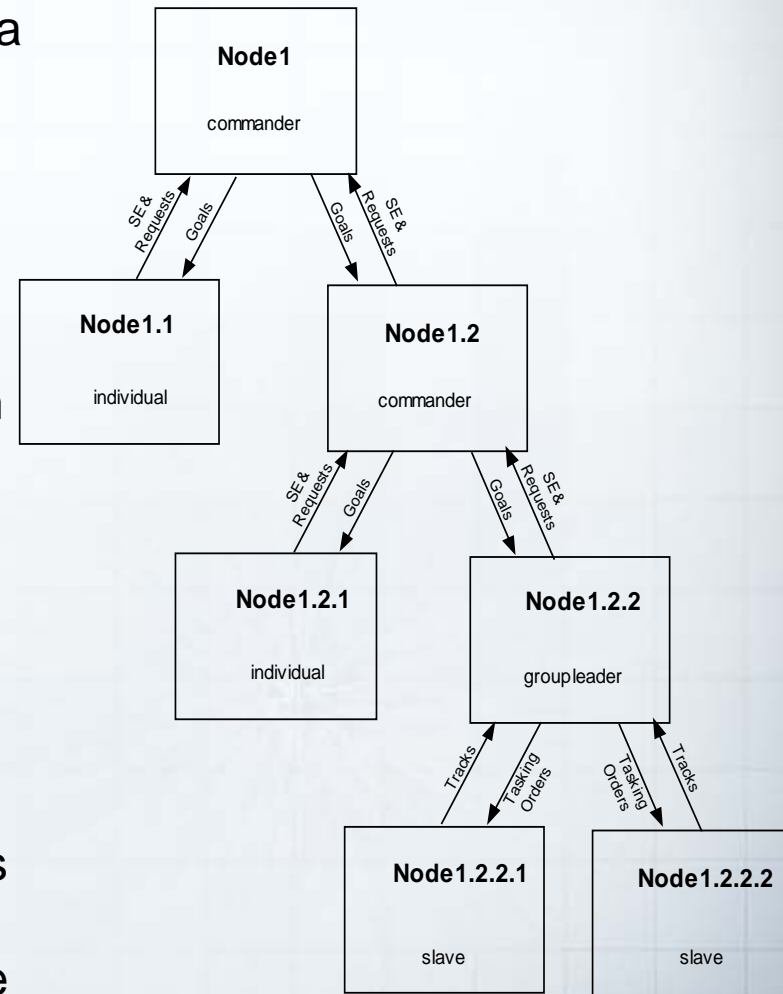 a
Node1
commander
SE &
Requests
Goals
Goals
SE &
Requests
Node1.1
individual
Node1.2
commander
n
SE &
Requests
Goals
Goals
SE &
Requests
Node1.2.1
individual
Node1.2.2
groupleader
Tracks
Tasking
Orders
Tasking
Orders
Tracks
s
Node1.2.2.1
slave
Node1.2.2.2
slave
e